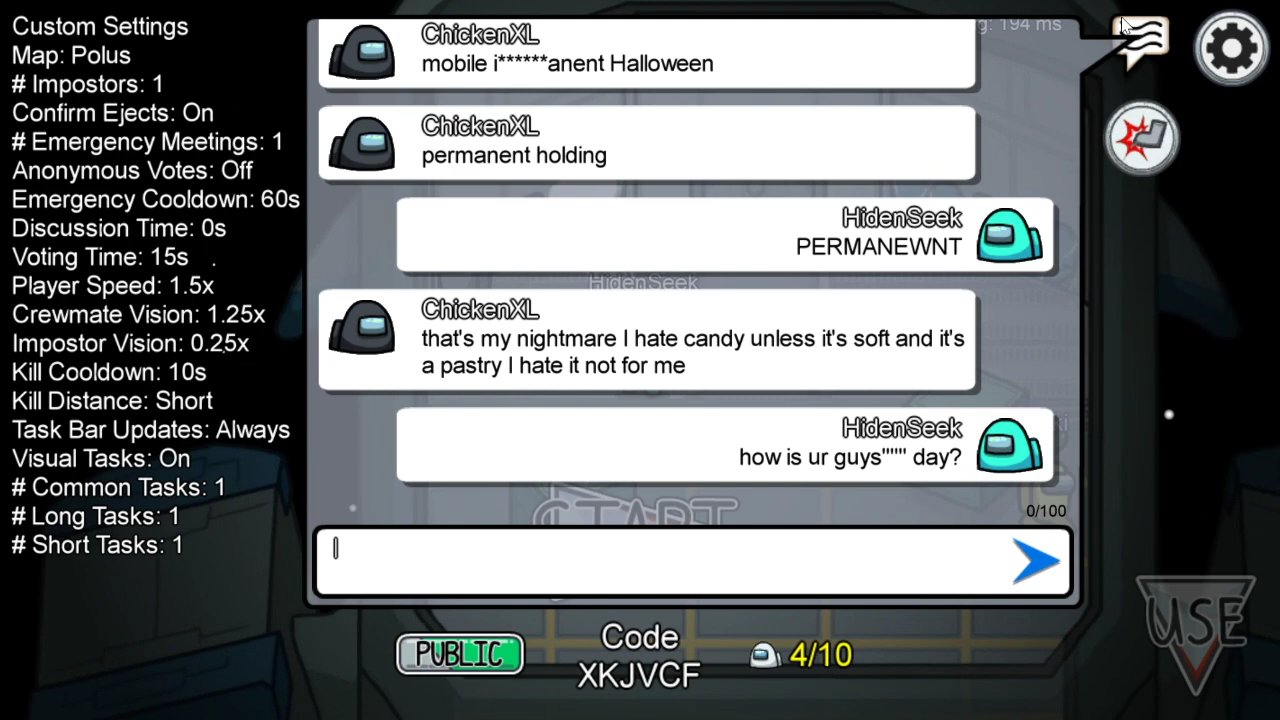 Custom Settings
Map: Polus
# Impostors: 1
Confirm Ejects: On
# Emergency Meetings: 1
Anonymous Votes: Off
Emergency Cooldown: 60s
Discussion Time: 0s
Voting Time: 15s
Player Speed: 1.5x
Crewmate Vision: 1.25x
Impostor Vision: 0.25x
Kill Cooldown: 10s
Kill Distance: Short
Task Bar Updates: Always
Visual Tasks: On
# Common Tasks: 1
# Long Tasks: 1
# Short Tasks: 1
g: 194 ms
ChickenXL
mobile i******anent Halloween
ChickenXL
permanent holding
HidenSeek
PERMANEWNT
HidenSeek
ChickenXL
that's my nightmare I hate candy unless it's soft and it's
a pastry I hate it not for me
HidenSeek
how is ur guys""" day?
START
0/100
PUBLIC
Code
XKJVCF
4/10
USE